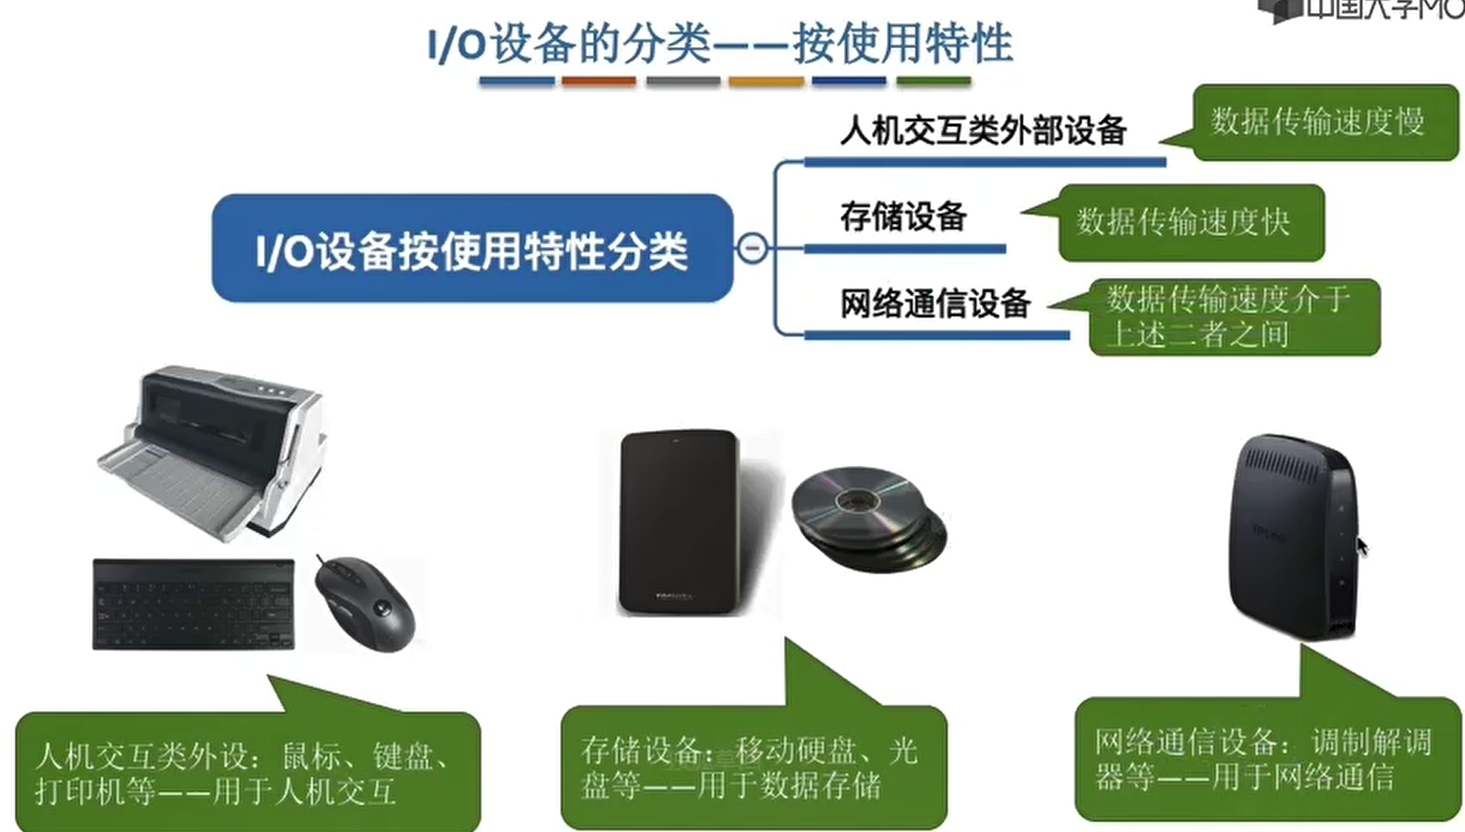 中国大学MO
I/O设备的分类——按使用特性
人机交互类外部设备
数据传输速度慢
I/O设备按使用特性分类
存储设备
数据传输速度快
网络通信设备
数据传输速度介于
上述二者之间
人机交互类外设：鼠标、键盘、
打印机等——用于人机交互
存储设备：移动硬盘、光
盘等——用于数据存储
网络通信设备：调制解调
器等——用于网络通信